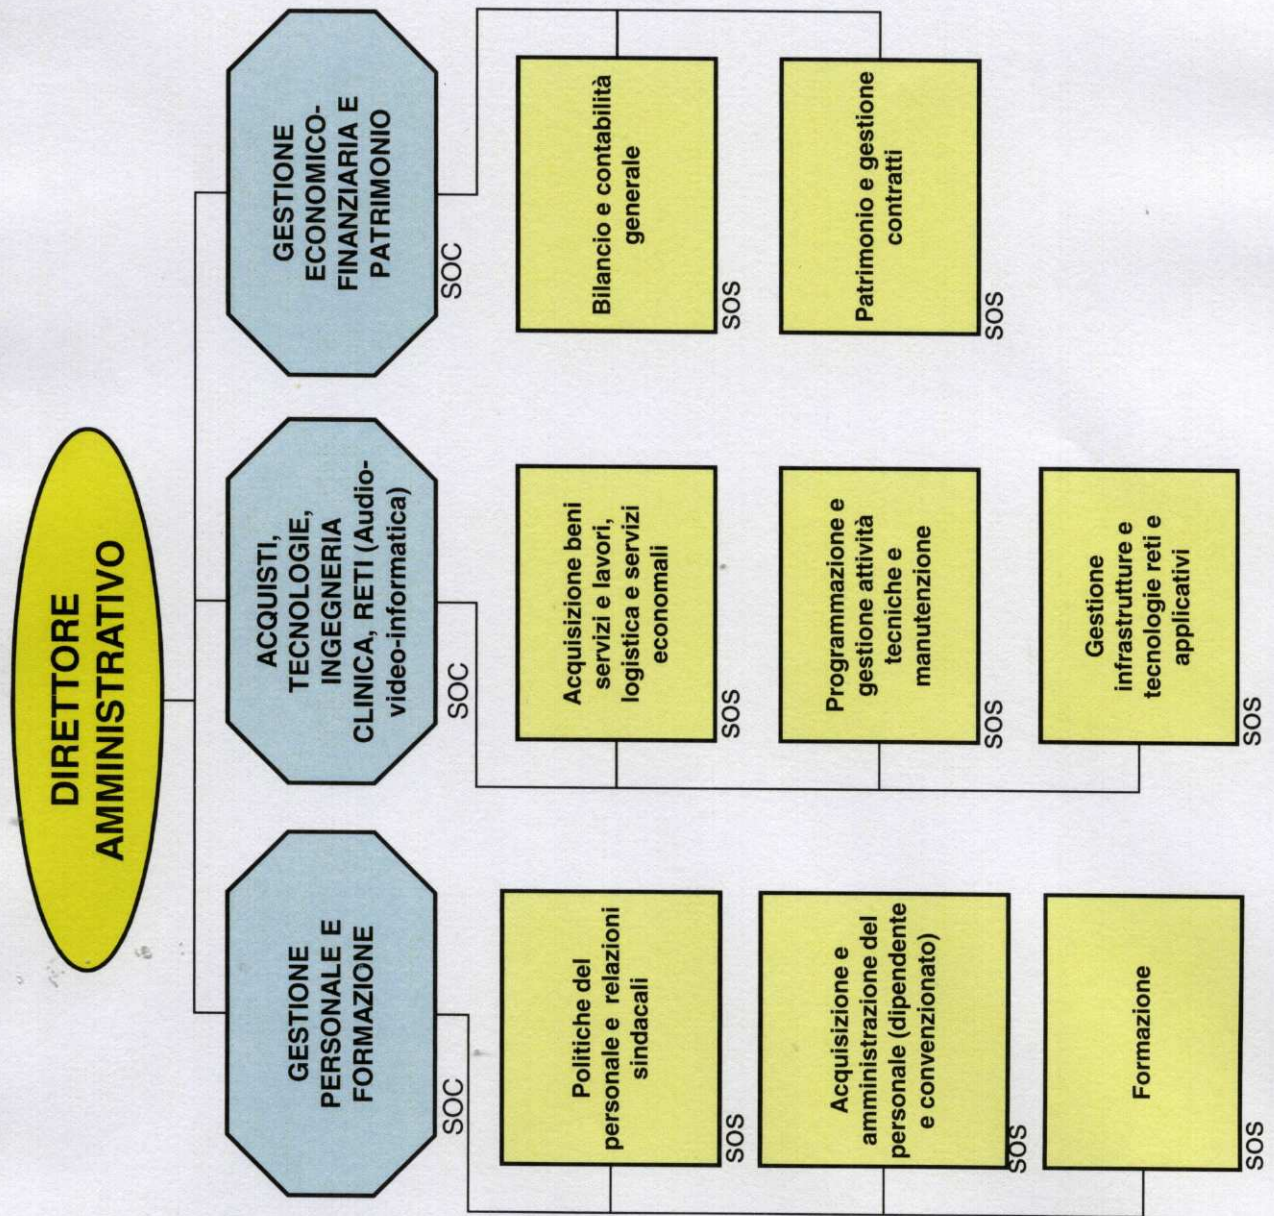 DIRETTORE
AMMINISTRATIVO
GESTIONE
PERSONALE E
FORMAZIONE
SOC
Politiche del
personale e relazioni
sindacali
SOS
Acquisizione e
amministrazione del
personale (dipendente
e convenzionato)
SOS
Formazione
SOS
ACQUISTI,
TECNOLOGIE,
INGEGNERIA
CLINICA, RETI (Audio-
video-informatica)
SOC
Acquisizione beni
servizi e lavori,
logistica e servizi
economali
SOS
Programmazione e
gestione attività
tecniche e
manutenzione
SOS
Gestione
infrastrutture e
tecnologie reti e
applicativi
SOS
GESTIONE
ECONOMICO-
FINANZIARIA E
PATRIMONIO
SOC
Bilancio e contabilità
generale
SOS
Patrimonio e gestione
contratti
SOS